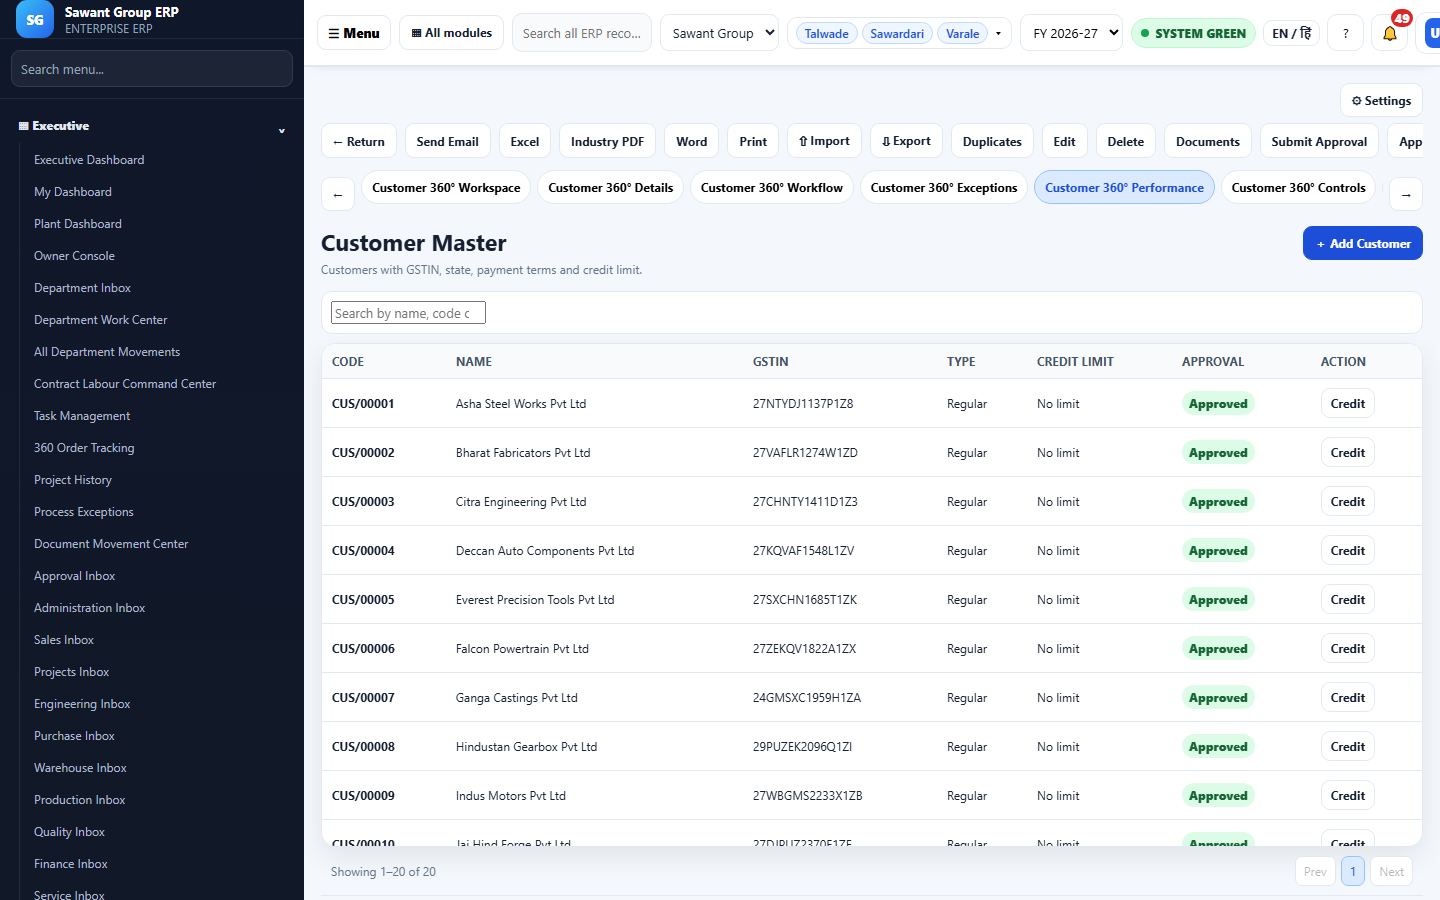 SG
Sawant Group ERP
ENTERPRISE ERP
Search menu...
Executive
Executive Dashboard
My Dashboard
Plant Dashboard
Owner Console
Department Inbox
Department Work Center
All Department Movements
Contract Labour Command Center
Task Management
360 Order Tracking
Project History
Process Exceptions
Document Movement Center
Approval Inbox
Administration Inbox
Sales Inbox
Projects Inbox
Engineering Inbox
Purchase Inbox
Warehouse Inbox
Production Inbox
Quality Inbox
Finance Inbox
Service Inbox
☰ Menu
All modules
Search all ERP reco...
Sawant Group
Talwade
Sawardari
Varale
FY 2026-27
SYSTEM GREEN
EN / हिं
?
49
U
⚙ Settings
← Return
Send Email
Excel
Industry PDF
Word
Print
⇧ Import
⇩ Export
Duplicates
Edit
Delete
Documents
Submit Approval
App
←
Customer 360° Workspace
Customer 360° Details
Customer 360° Workflow
Customer 360° Exceptions
Customer 360° Performance
Customer 360° Controls
→
Customer Master
Customers with GSTIN, state, payment terms and credit limit.
+ Add Customer
Search by name, code c
CODE NAME GSTIN TYPE CREDIT LIMIT APPROVAL ACTION
CUS/00001 Asha Steel Works Pvt Ltd 27NTYDJ1137P1Z8 Regular No limit Approved Credit
CUS/00002 Bharat Fabricators Pvt Ltd 27VAFLR1274W1ZD Regular No limit Approved Credit
CUS/00003 Citra Engineering Pvt Ltd 27CHNTY1411D1Z3 Regular No limit Approved Credit
CUS/00004 Deccan Auto Components Pvt Ltd 27KQVAF1548L1ZV Regular No limit Approved Credit
CUS/00005 Everest Precision Tools Pvt Ltd 27SXCHN1685T1ZK Regular No limit Approved Credit
CUS/00006 Falcon Powertrain Pvt Ltd 27ZEKQV1822A1ZX Regular No limit Approved Credit
CUS/00007 Ganga Castings Pvt Ltd 24GMSXC1959H1ZA Regular No limit Approved Credit
CUS/00008 Hindustan Gearbox Pvt Ltd 29PUZEK2096Q1ZI Regular No limit Approved Credit
CUS/00009 Indus Motors Pvt Ltd 27WBGMS2233X1ZB Regular No limit Approved Credit
CUS/00010 Jai Hind Forge Pvt Ltd Regular No limit Approved Credit
Showing 1–20 of 20
Prev
1
Next